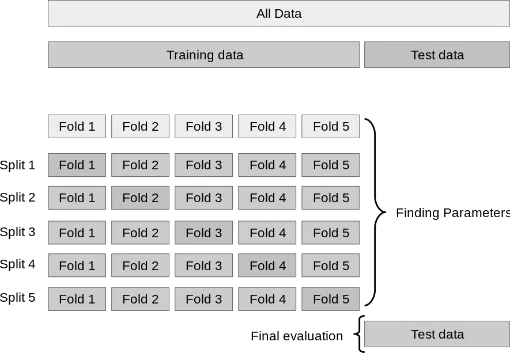 All Data
Training data Test data
Fold 1 Fold 2 Fold 3 Fold 4 Fold 5
Split 1 Fold 1 Fold 2 Fold 3 Fold 4 Fold 5
Split 2 Fold 1 Fold 2 Fold 3 Fold 4 Fold 5
Finding Parameters
Split 3 Fold 1 Fold 2 Fold 3 Fold 4 Fold 5
Split 4 Fold 1 Fold 2 Fold 3 Fold 4 Fold 5
Split 5 Fold 1 Fold 2 Fold 3 Fold 4 Fold 5
Final evaluation Test data